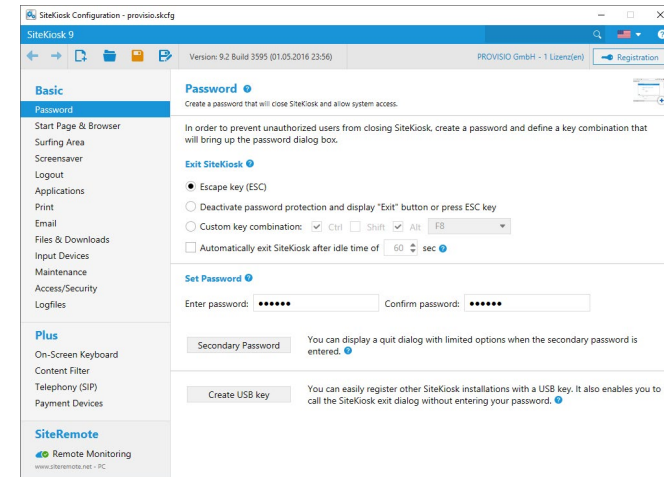 SiteKiosk Configuration - provisio.skcfg
SiteKiosk 9
Version: 9.2 Build 3595 (01.05.2016 23:56)
PROVISIO GmbH - 1 Lizenz(en)
Registration
Basic
Password
Start Page & Browser
Surfing Area
Screensaver
Logout
Applications
Print
Email
Files & Downloads
Input Devices
Maintenance
Access/Security
Logfiles
Plus
On-Screen Keyboard
Content Filter
Telephony (SIP)
Payment Devices
SiteRemote
Remote Monitoring
www.siteremote.net - PC
Password
Create a password that will close SiteKiosk and allow system access.
In order to prevent unauthorized users from closing SiteKiosk, create a password and define a key combination that
will bring up the password dialog box.
Exit SiteKiosk
Escape key (ESC)
Deactivate password protection and display "Exit" button or press ESC key
Custom key combination: Ctrl Shift Alt F8
Automatically exit SiteKiosk after idle time of 60 sec
Set Password
Enter password: ●●●●●● Confirm password: ●●●●●●
Secondary Password
You can display a quit dialog with limited options when the secondary password is
entered.
Create USB key
You can easily register other SiteKiosk installations with a USB key. It also enables you to
call the SiteKiosk exit dialog without entering your password.